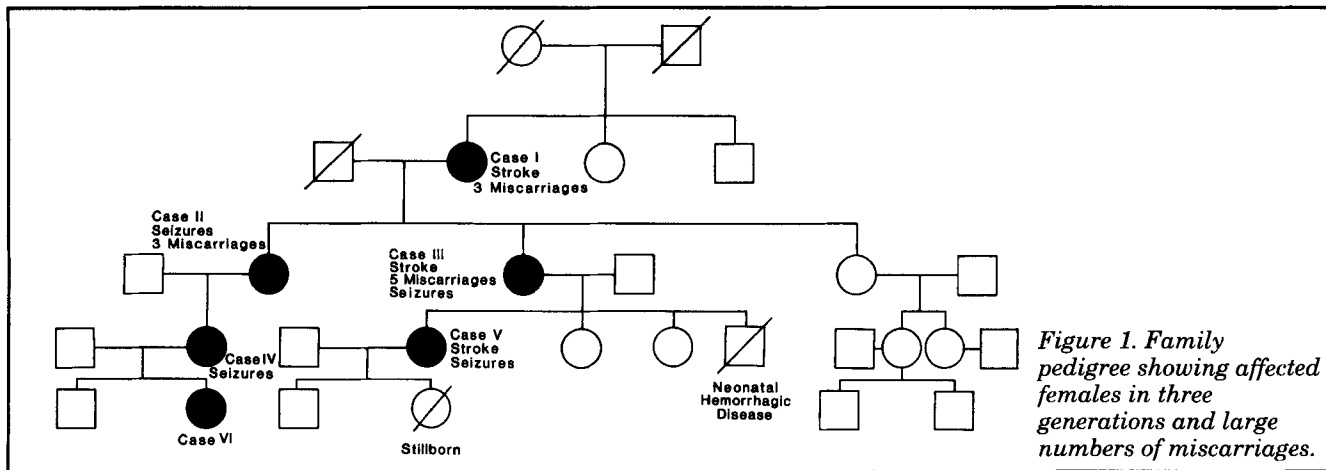 Case I
Stroke
3 Miscarriages
Case II
Seizures
3 Miscarriages
Case III
Stroke
5 Miscarriages
Seizures
Case IV
Seizures
Case V
Stroke
Seizures
Case VI
Stillborn
Neonatal
Hemorrhagic
Disease
Figure 1. Family
pedigree showing affected
females in three
generations and large
numbers of miscarriages.